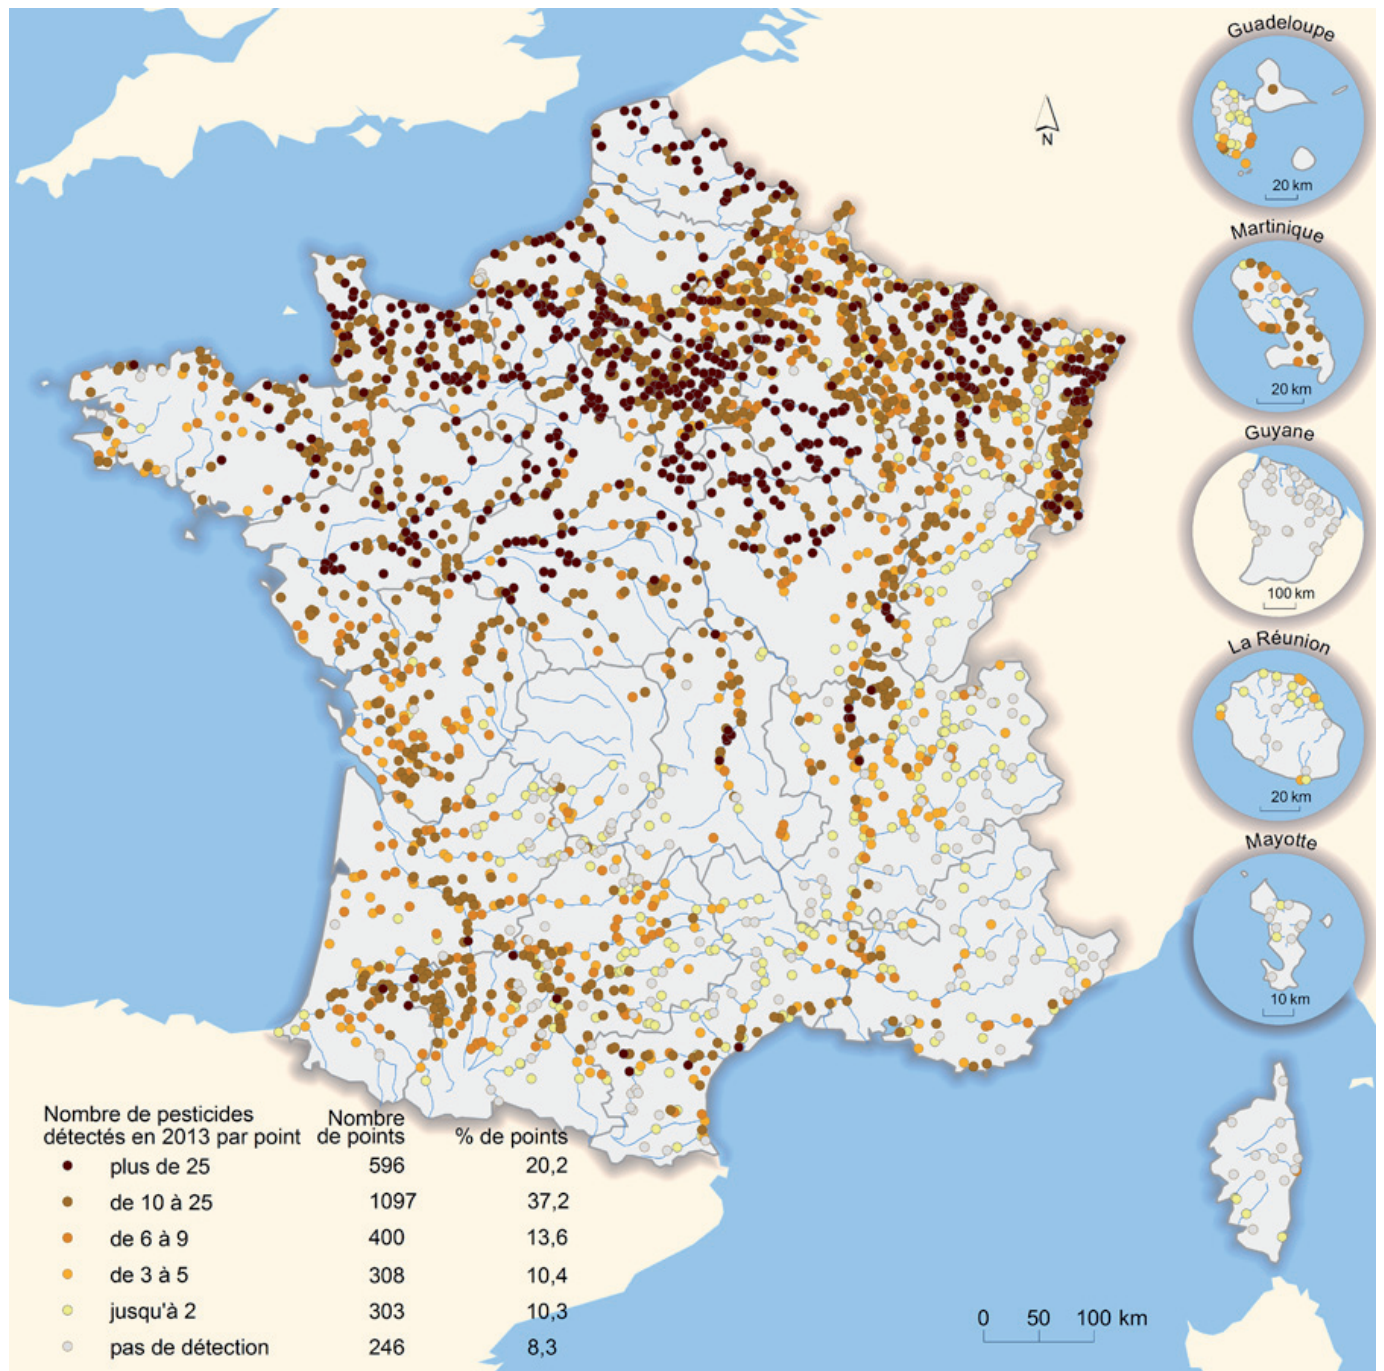 Guadeloupe
20 km
N
Martinique
20 km
Guyane
100 km
La Réunion
20 km
Mayotte
10 km
Nombre de pesticides
détectés en 2013 par point
Nombre
de points
% de points
plus de 25 596 20,2
de 10 à 25 1097 37,2
de 6 à 9 400 13,6
de 3 à 5 308 10,4
jusqu'à 2 303 10,3
pas de détection 246 8,3
0 50 100 km